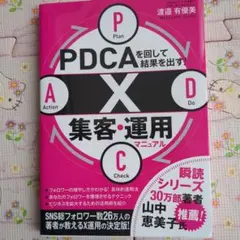 渡邉 有優美
P
Plan
PDCAを回して
結果を出す!
A
Action
X
D
Do
集客・運用
マニュアル
C
Check
瞬読
シリーズ
30万部著者
山中
恵美子氏
推薦!
SNS総フォロワー数26万人の
著者が教えるX運用の決定版!